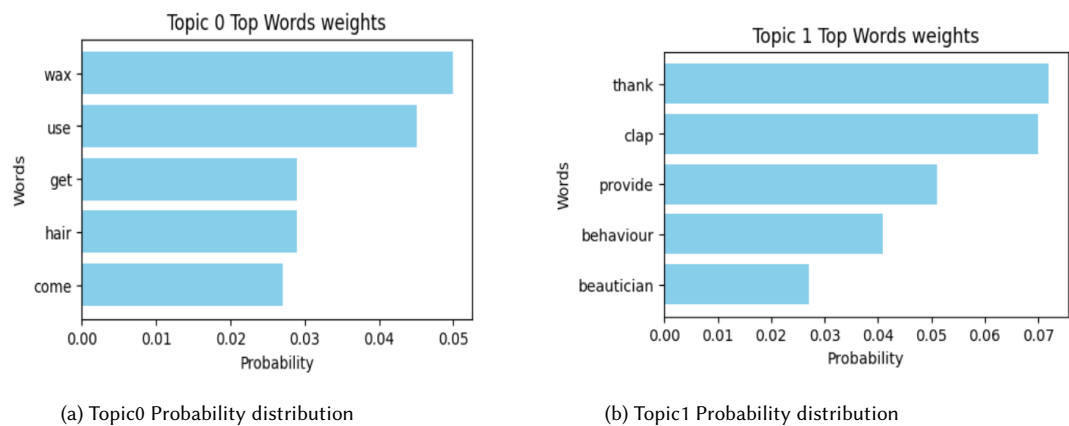 Topic 0 Top Words weights
wax
use
get
hair
come
Words
0.00 0.01 0.02 0.03 0.04 0.05
Probability
(a) Topic0 Probability distribution
Topic 1 Top Words weights
thank
clap
provide
behaviour
beautician
Words
0.00 0.01 0.02 0.03 0.04 0.05 0.06 0.07
Probability
(b) Topic1 Probability distribution